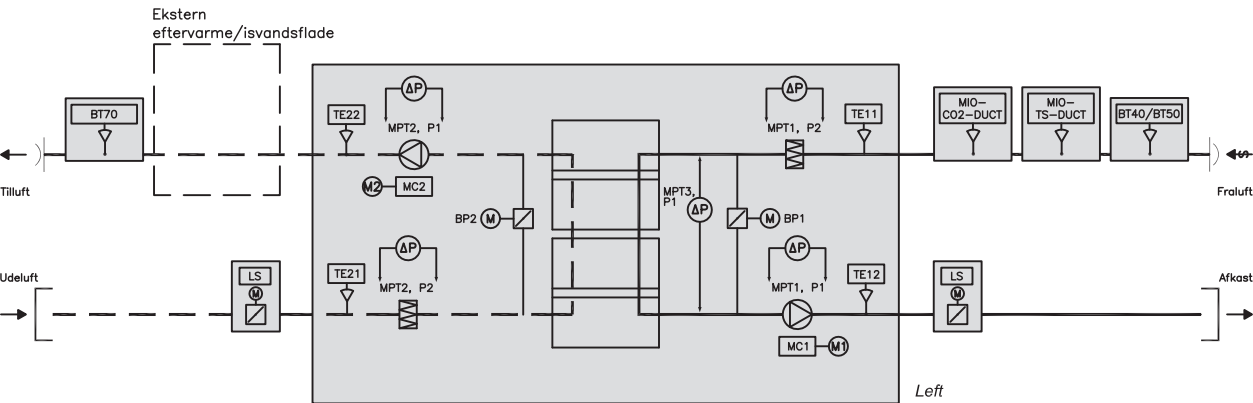 Ekstern
eftervarme/isvandsflade
BT70
TE22
ΔP
MPT2, P1
ΔP
MPT1, P2
TE11
MIO-
CO2-DUCT
MIO-
TS-DUCT
BT40/BT50
Tilluft
M2
MC2
MPT3,
P1
ΔP
Fraluft
BP2
M
M
BP1
Udeluft
LS
M
TE21
ΔP
MPT2, P2
ΔP
MPT1, P1
TE12
LS
M
Afkast
MC1
M1
Left